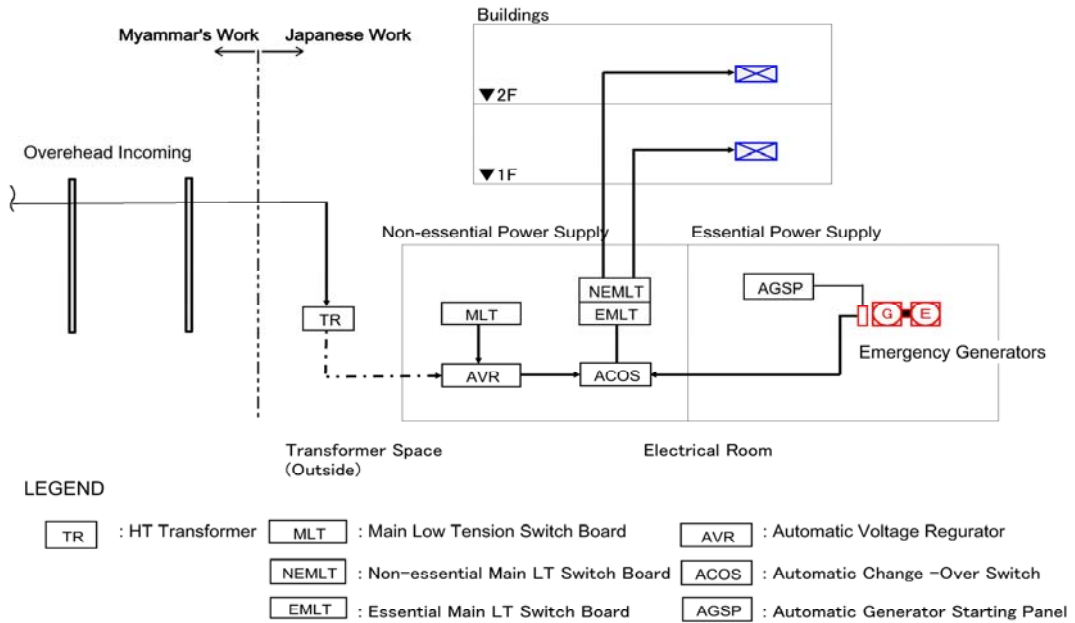 Buildings
Myammar's Work
Japanese Work
▼2F
Overehead Incoming
▼1F
Non-essential Power Supply
Essential Power Supply
AGSP
NEMLT
TR
MLT
EMLT
G
E
Emergency Generators
AVR
ACOS
Transformer Space
(Outside)
Electrical Room
LEGEND
TR : HT Transformer
MLT : Main Low Tension Switch Board
AVR : Automatic Voltage Regurator
NEMLT : Non-essential Main LT Switch Board
ACOS : Automatic Change -Over Switch
EMLT : Essential Main LT Switch Board
AGSP : Automatic Generator Starting Panel